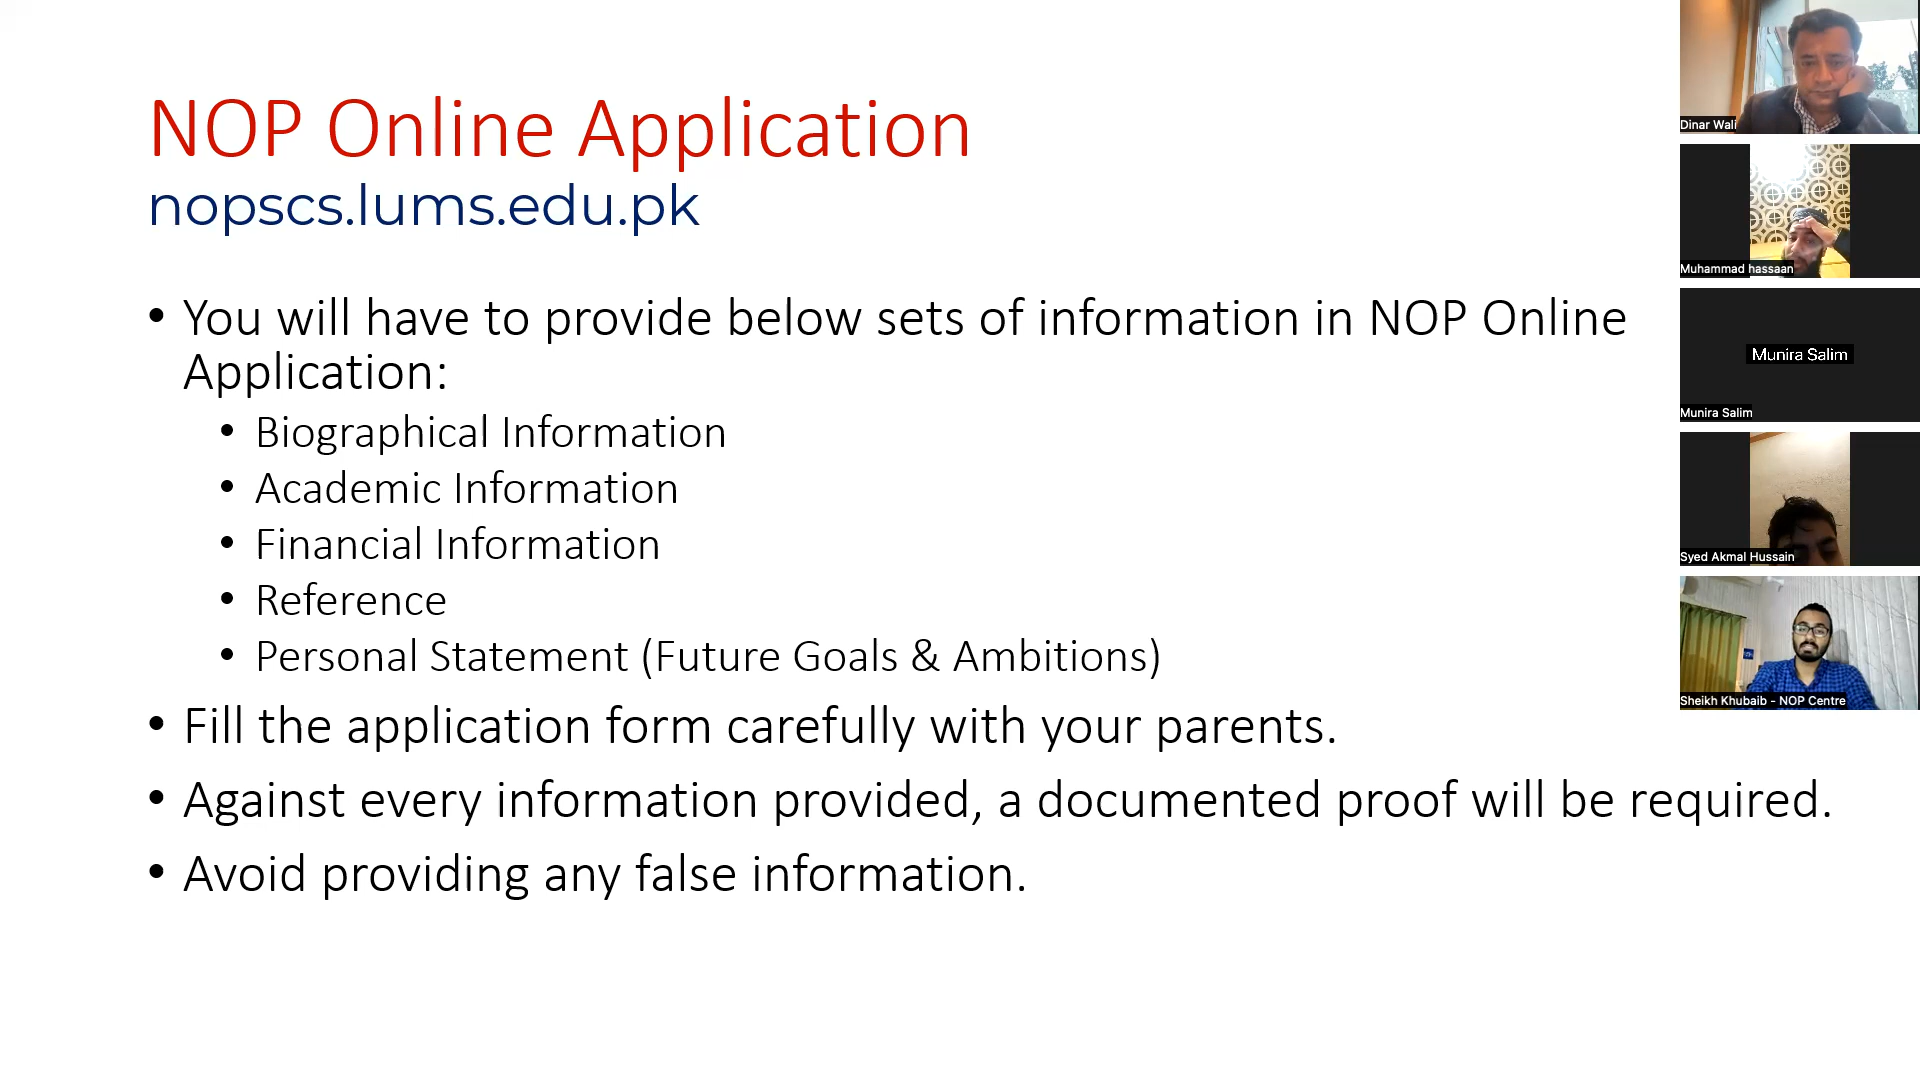 NOP Online Application
nopscs.lums.edu.pk
• You will have to provide below sets of information in NOP Online
Application:
• Biographical Information
• Academic Information
• Financial Information
• Reference
• Personal Statement (Future Goals & Ambitions)
• Fill the application form carefully with your parents.
• Against every information provided, a documented proof will be required.
• Avoid providing any false information.
Dinar Wali
Muhammad hassaan
Munira Salim
Munira Salim
Syed Akmal Hussain
Sheikh Khubaib - NOP Centre